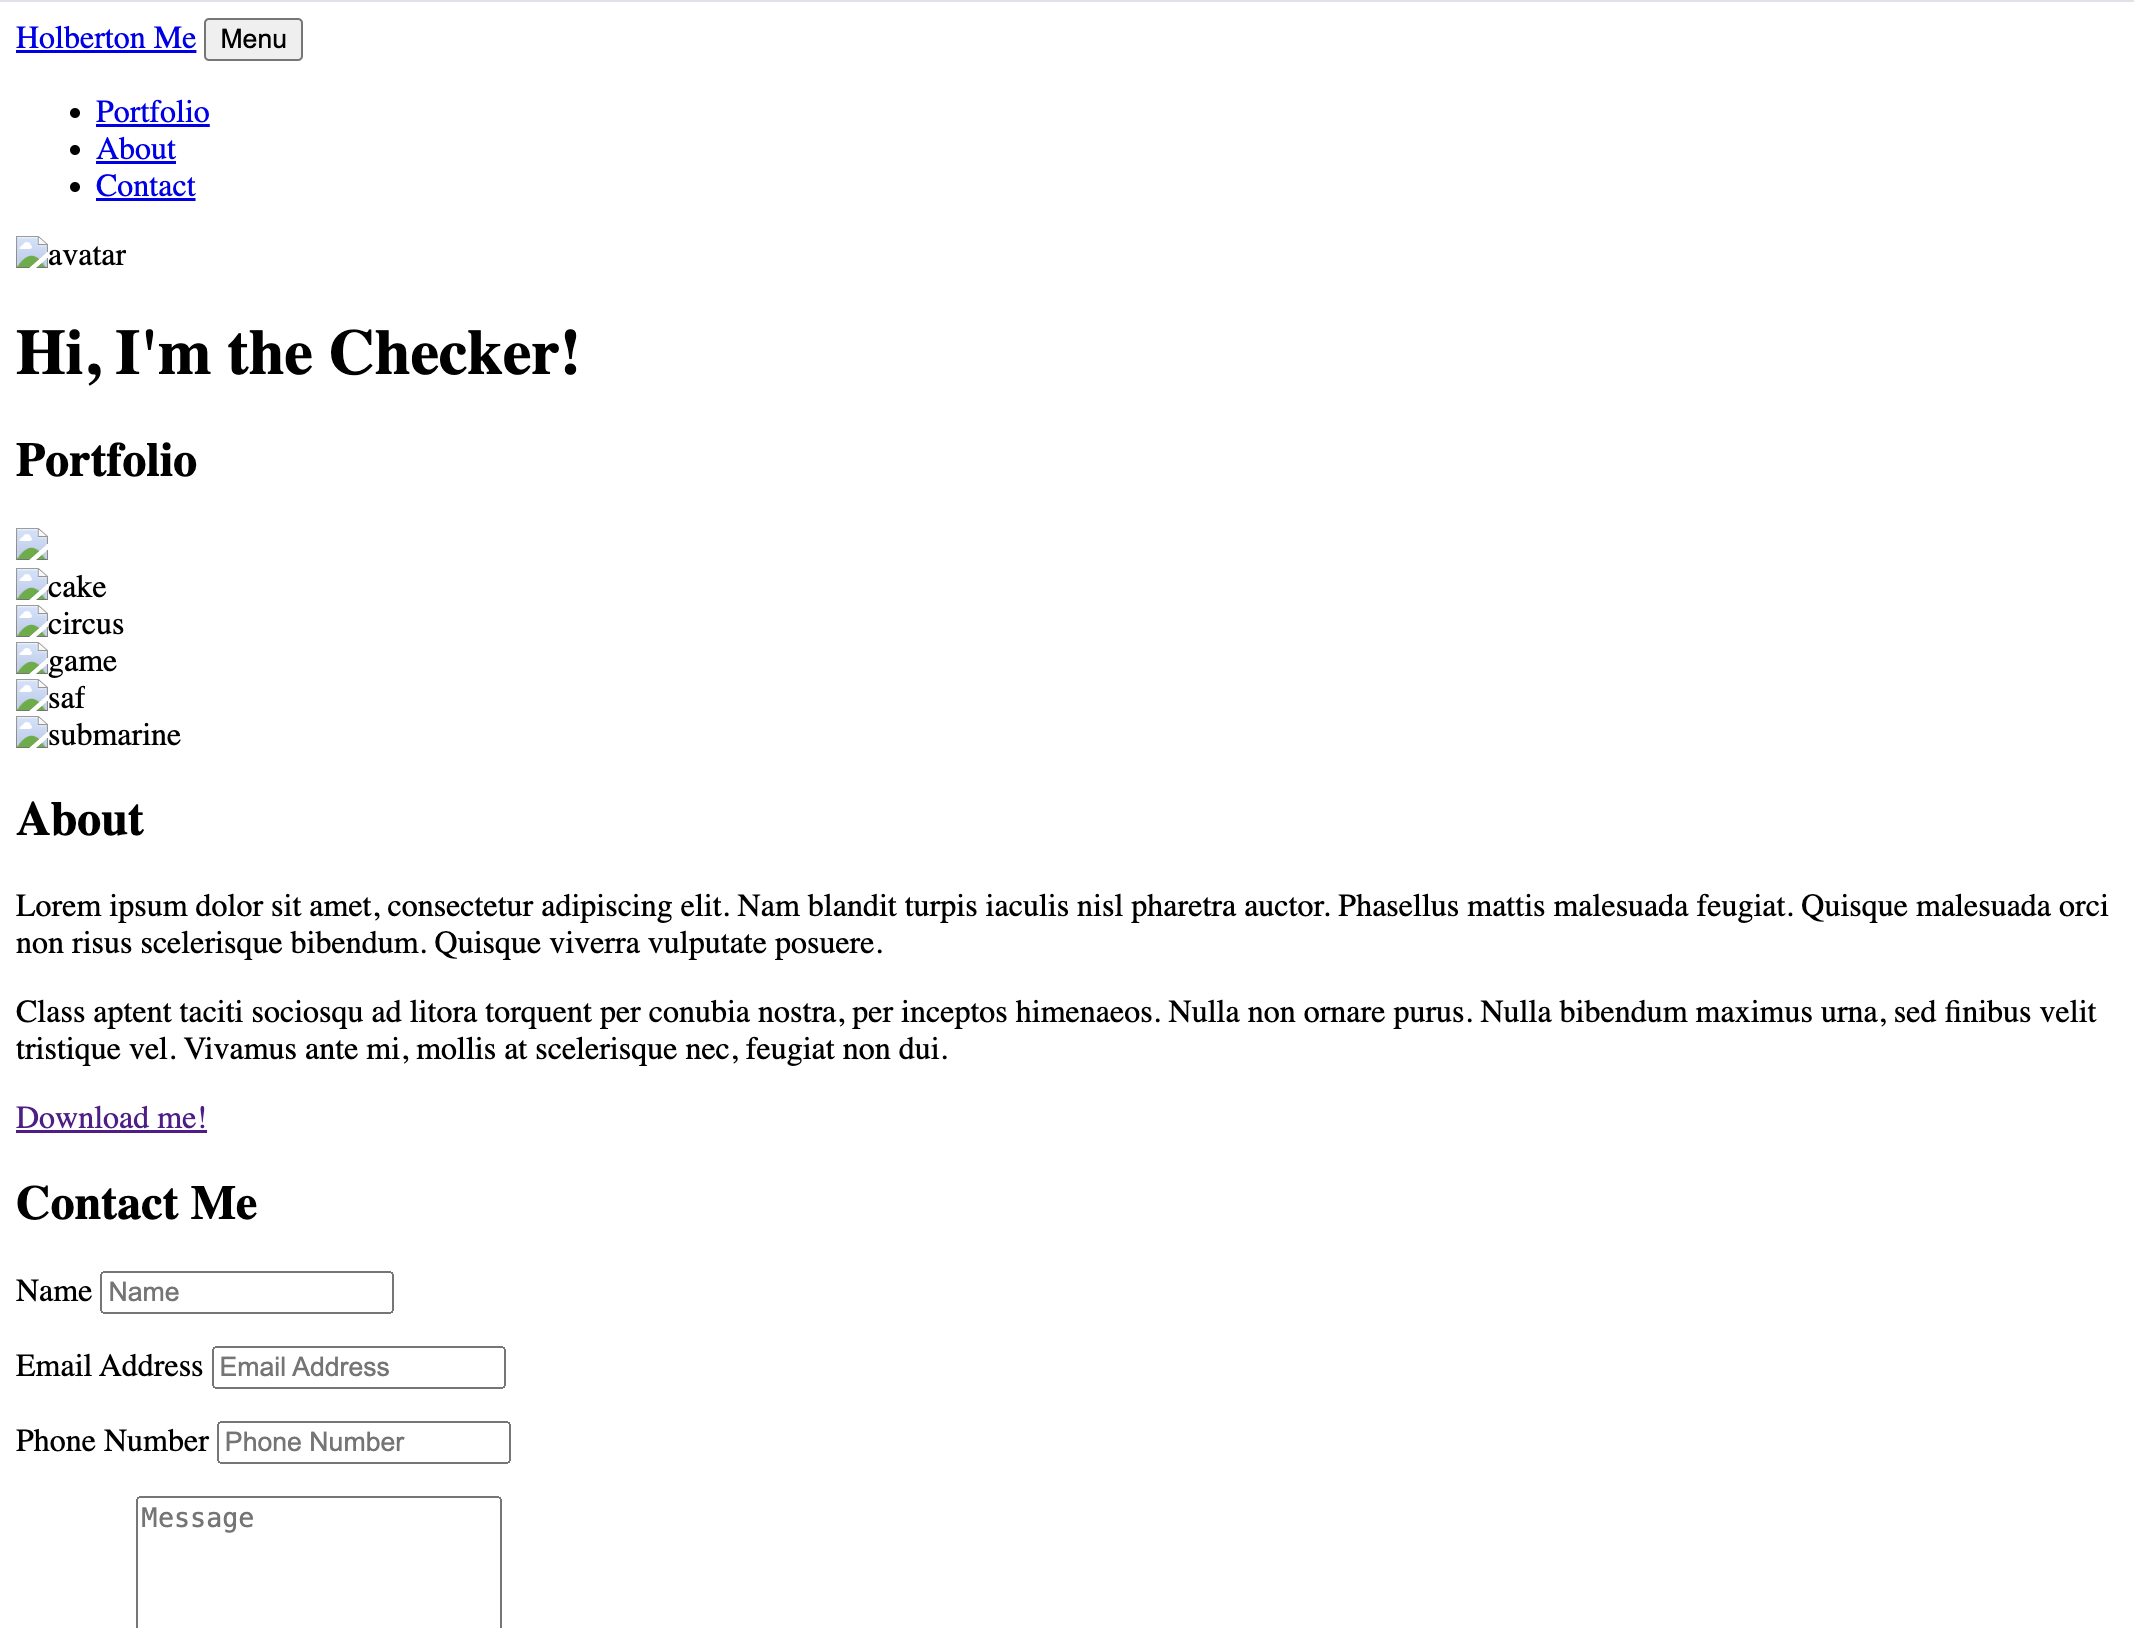 Holberton Me Menu
Portfolio
About
Contact
avatar
Hi, I'm the Checker!
Portfolio
cake
circus
game
saf
submarine
About
Lorem ipsum dolor sit amet, consectetur adipiscing elit. Nam blandit turpis iaculis nisl pharetra auctor. Phasellus mattis malesuada feugiat. Quisque malesuada orci
non risus scelerisque bibendum. Quisque viverra vulputate posuere.
Class aptent taciti sociosqu ad litora torquent per conubia nostra, per inceptos himenaeos. Nulla non ornare purus. Nulla bibendum maximus urna, sed finibus velit
tristique vel. Vivamus ante mi, mollis at scelerisque nec, feugiat non dui.
Download me!
Contact Me
Name Name
Email Address Email Address
Phone Number Phone Number
Message